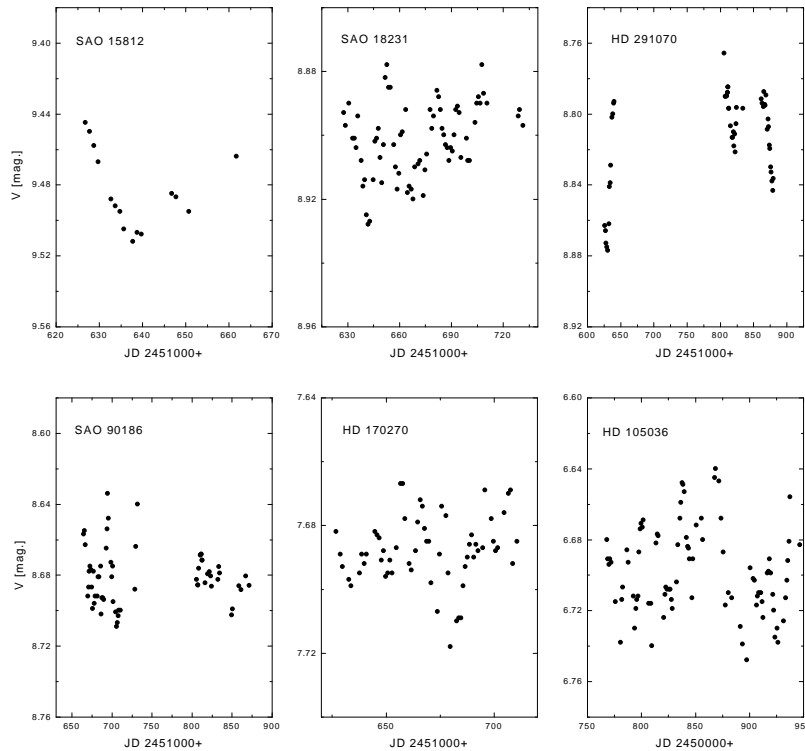 SAO 15812
9.40
9.44
9.48
9.52
9.56
V [mag.]
620 630 640 650 660 670
JD 2451000+
SAO 18231
8.88
8.92
8.96
630 660 690 720
JD 2451000+
HD 291070
8.76
8.80
8.84
8.88
8.92
600 650 700 750 800 850 900
JD 2451000+
SAO 90186
8.60
8.64
8.68
8.72
8.76
V [mag.]
650 700 750 800 850 900
JD 2451000+
HD 170270
7.64
7.68
7.72
650 700
JD 2451000+
HD 105036
6.60
6.64
6.68
6.72
6.76
750 800 850 900 95
JD 2450000+